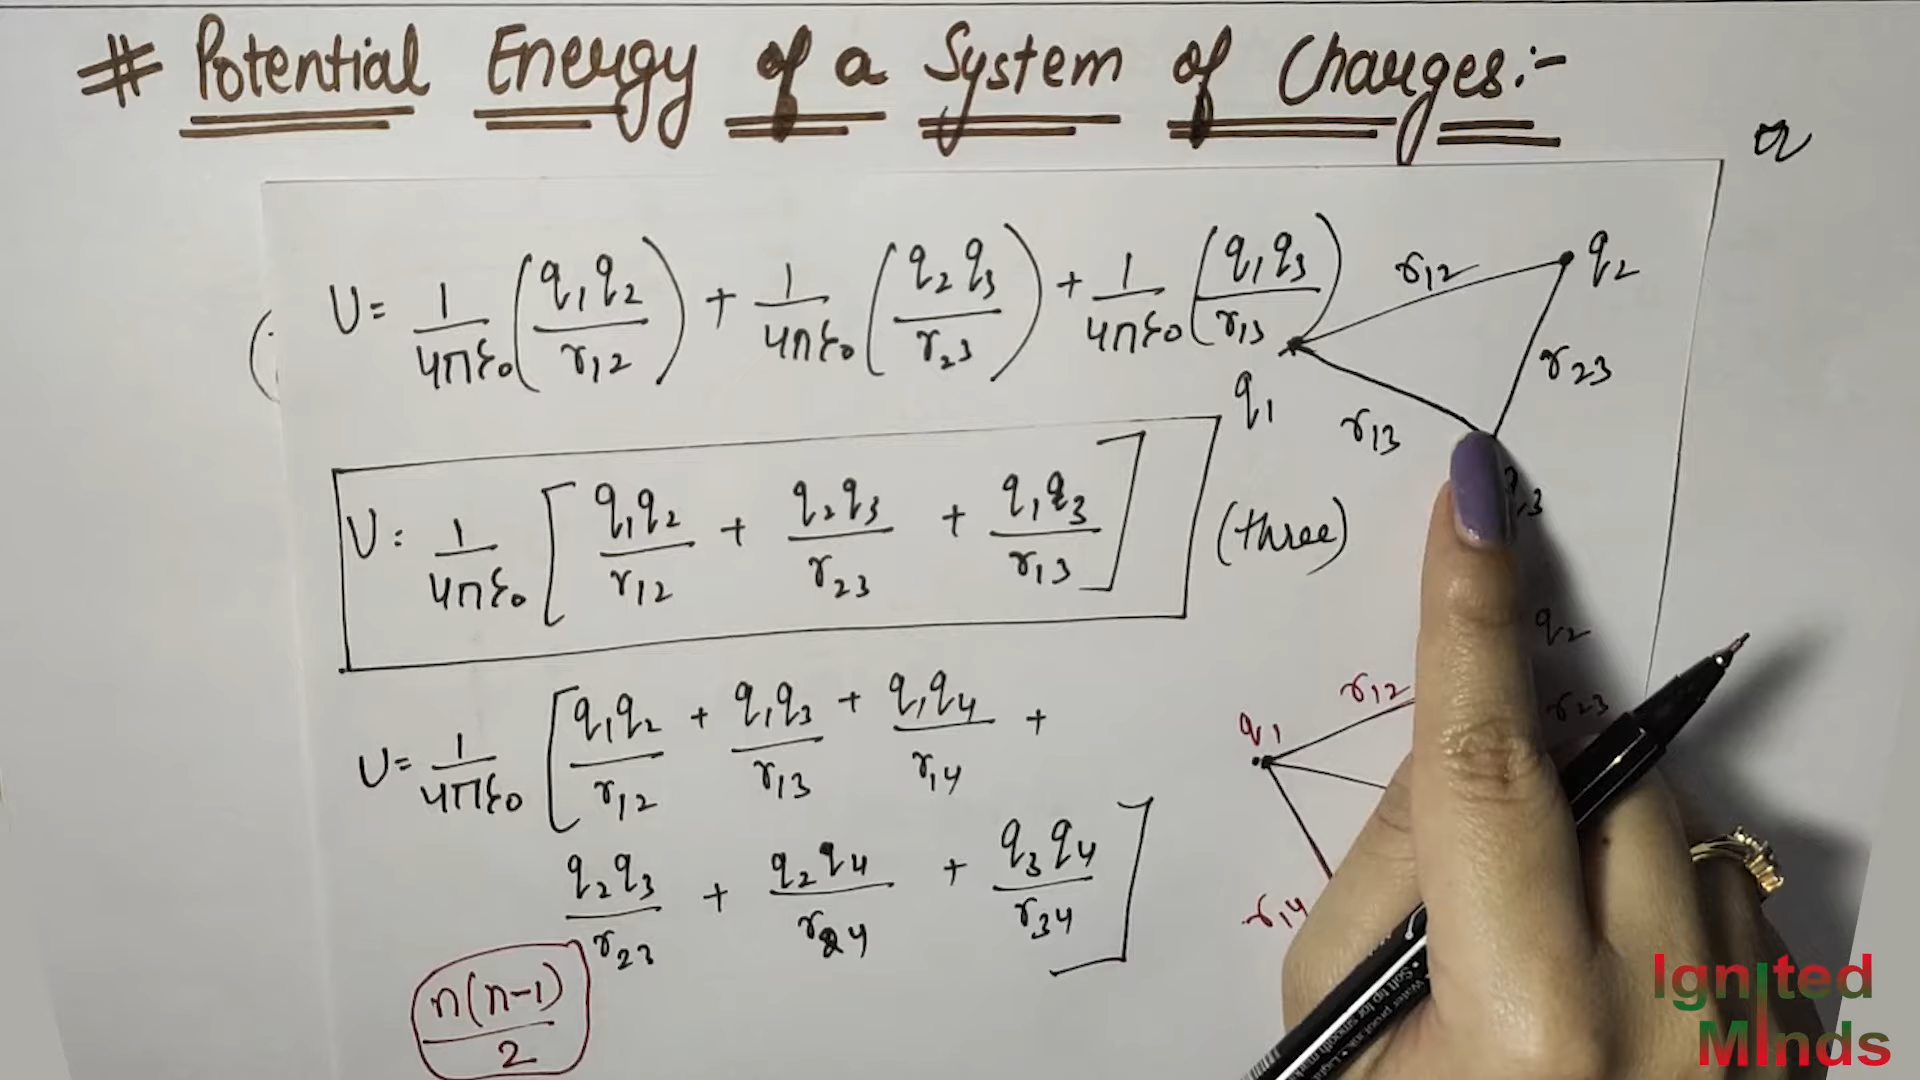 # Potential Energy of a System of Charges:-
U = 1/4πε0 (q1q2/r12) + 1/4πε0 (q2q3/r23) + 1/4πε0 (q1q3/r13)
r12
q2
r23
q1
r13
U = 1/4πε0 [q1q2/r12 + q2q3/r23 + q1q3/r13]
(three)
U = 1/4πε0 [q1q2/r12 + q1q3/r13 + q1q4/r14 +
q2q3/r23 + q2q4/r24 + q3q4/r34]
q2
r12
r23
q1
r14
n(n-1)/2
Ignited
Minds